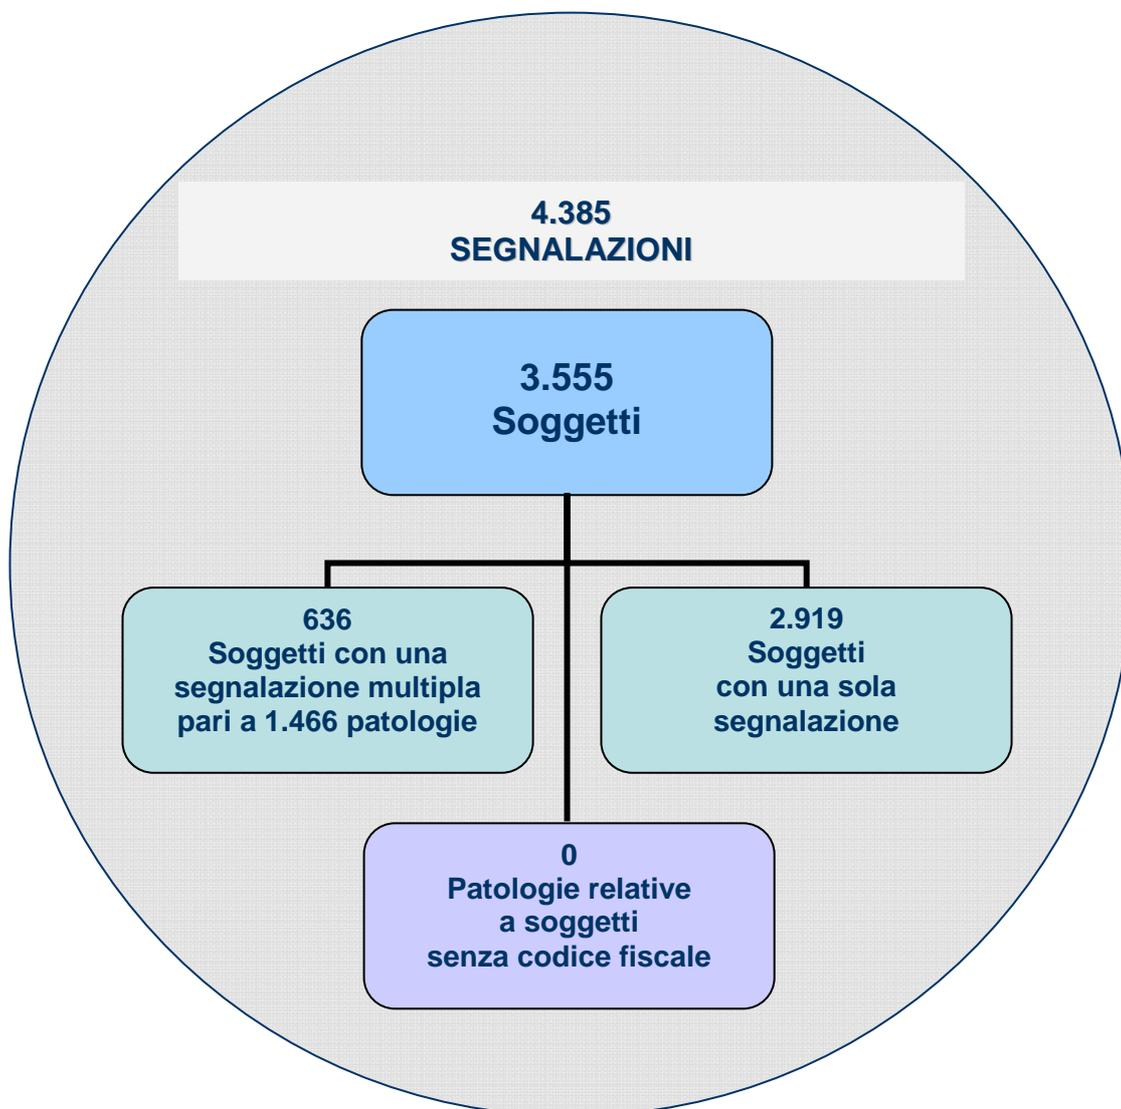 4.385
SEGNALAZIONI
3.555
Soggetti
636
Soggetti con una
segnalazione multipla
pari a 1.466 patologie
2.919
Soggetti
con una sola
segnalazione
0
Patologie relative
a soggetti
senza codice fiscale